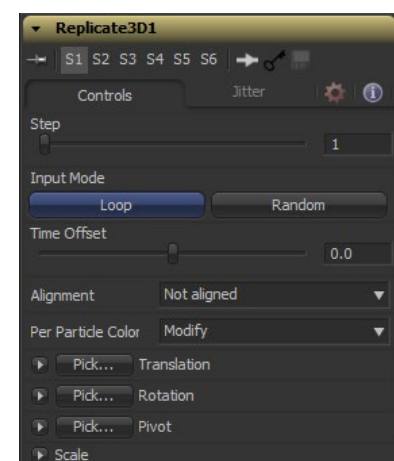 Replicate3D1
S1 S2 S3 S4 S5 S6
Controls Jitter
Step
1
Input Mode
Loop Random
Time Offset
0.0
Alignment Not aligned
Per Particle Color Modify
Pick... Translation
Pick... Rotation
Pick... Pivot
Scale